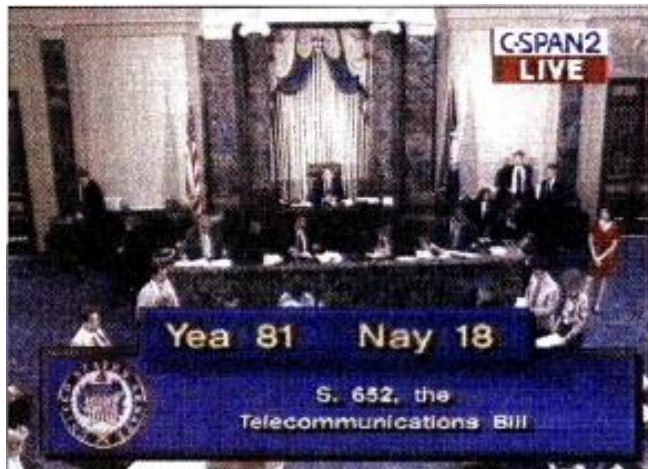 C-SPAN2
LIVE
Yea 81 Nay 18
S. 652, the
Telecommunications Bill